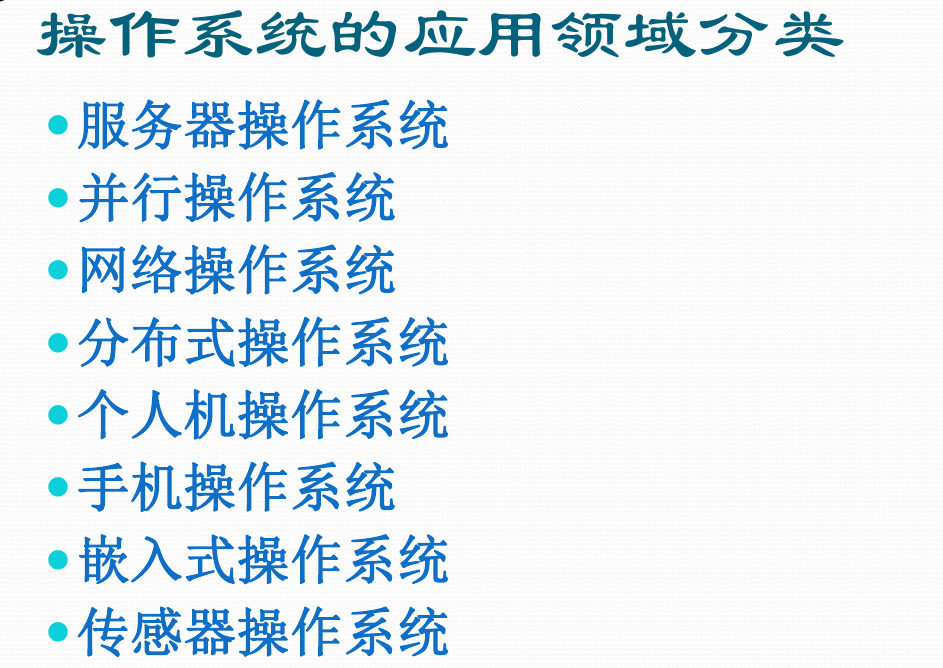 操作系统的应用领域分类
•服务器操作系统
•并行操作系统
•网络操作系统
•分布式操作系统
•个人机操作系统
•手机操作系统
•嵌入式操作系统
•传感器操作系统